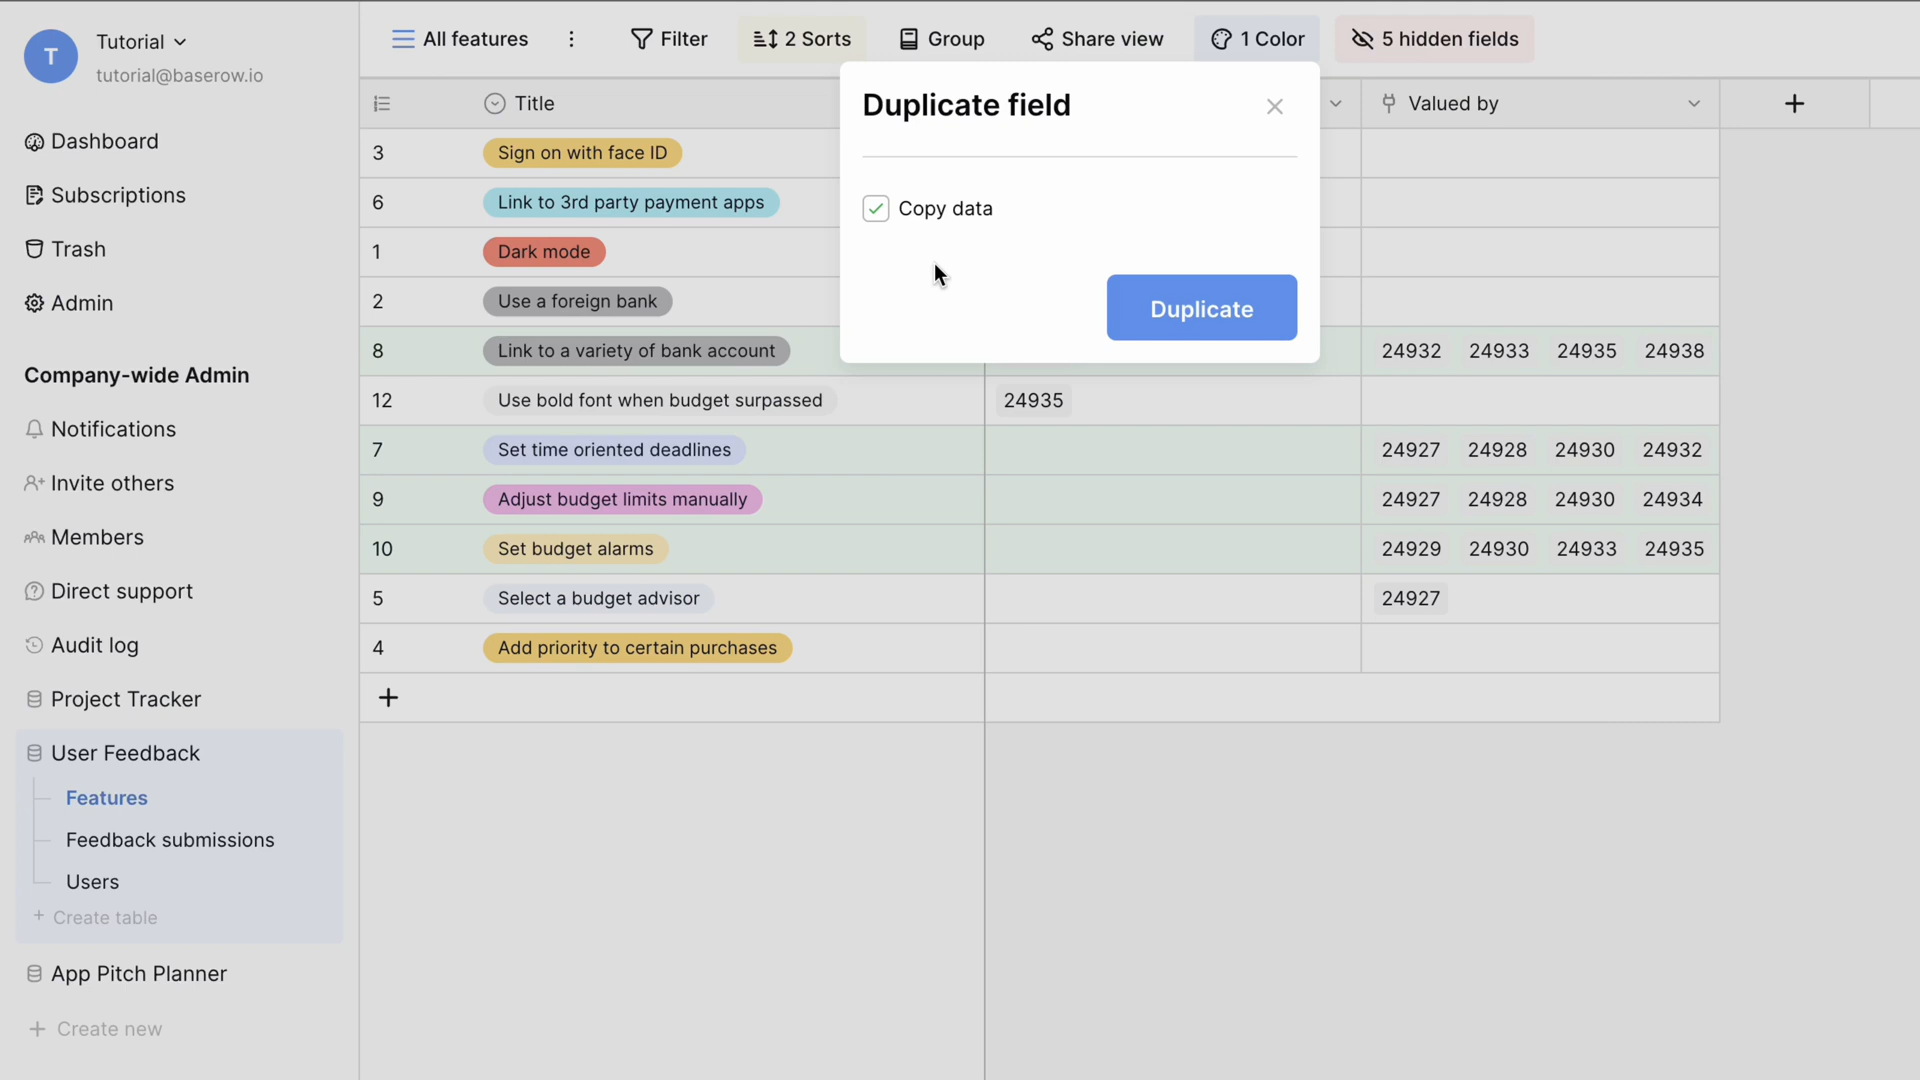 T
Tutorial
tutorial@baserow.io
Dashboard
Subscriptions
Trash
Admin
Company-wide Admin
Notifications
Invite others
Members
Direct support
Audit log
Project Tracker
User Feedback
Features
Feedback submissions
Users
+ Create table
App Pitch Planner
+ Create new
All features
Filter
2 Sorts
Group
Share view
1 Color
5 hidden fields
Title
Valued by
+
3 Sign on with face ID
6 Link to 3rd party payment apps
1 Dark mode
2 Use a foreign bank
8 Link to a variety of bank account 24932 24933 24935 24938
12 Use bold font when budget surpassed 24935
7 Set time oriented deadlines 24927 24928 24930 24932
9 Adjust budget limits manually 24927 24928 24930 24934
10 Set budget alarms 24929 24930 24933 24935
5 Select a budget advisor 24927
4 Add priority to certain purchases
+
Duplicate field
Copy data
Duplicate